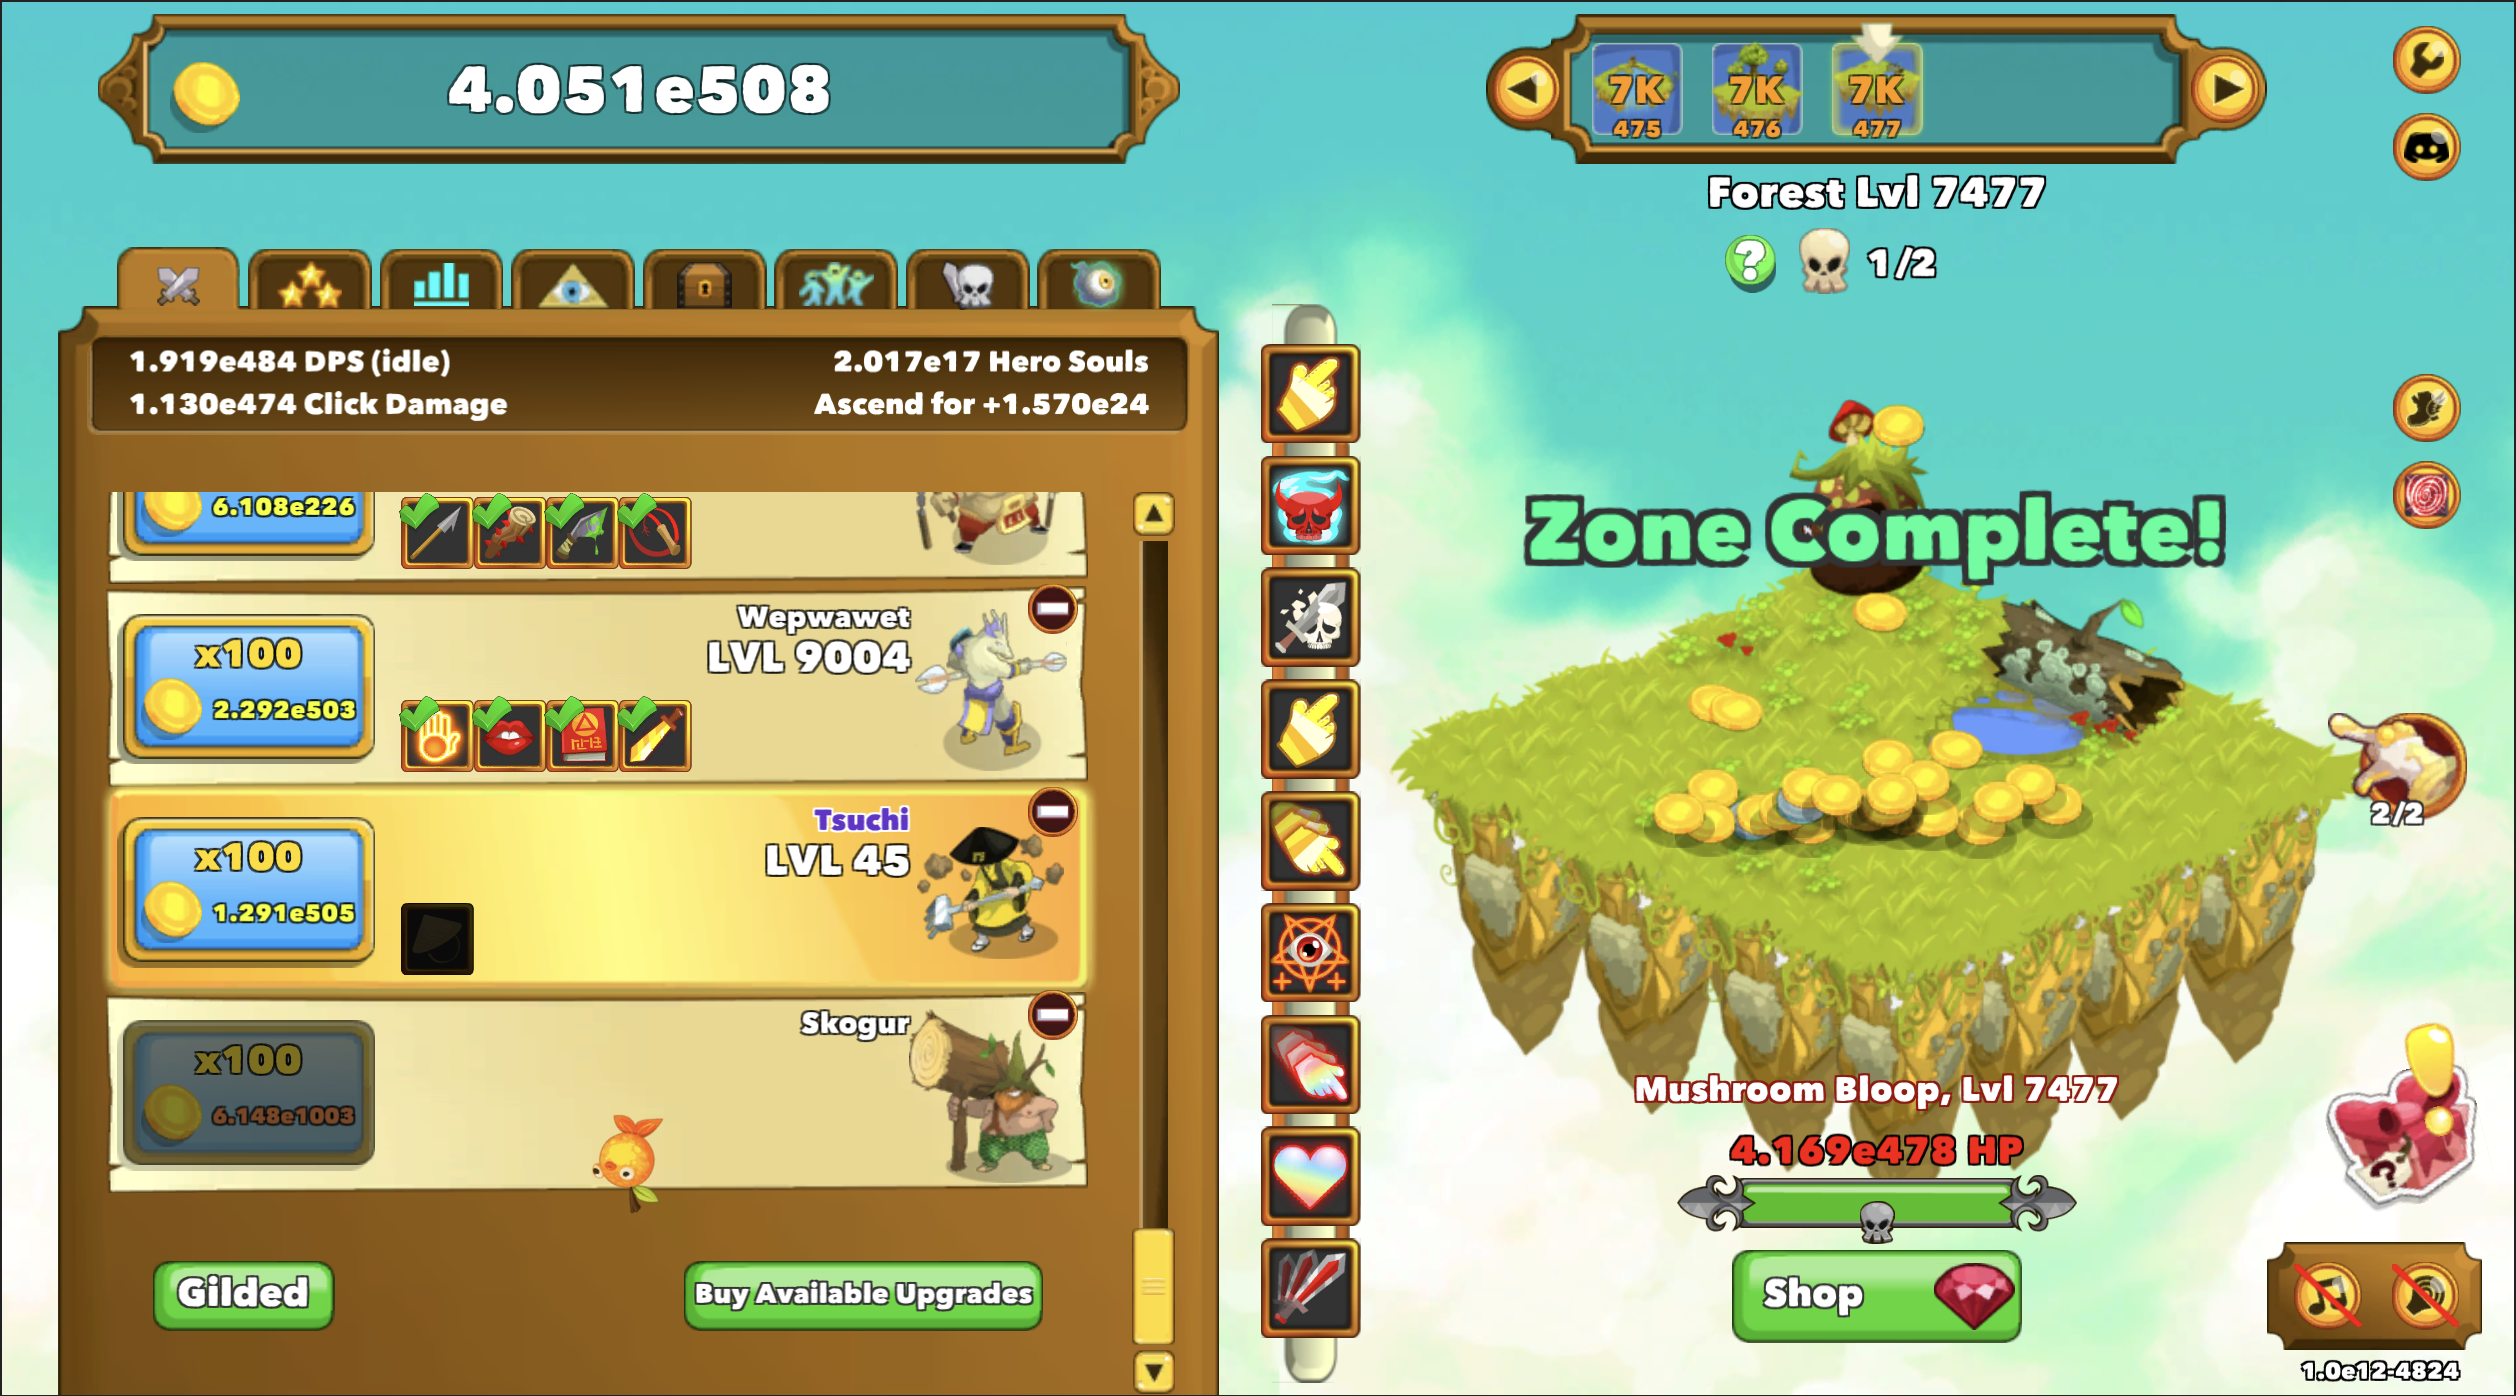 4.051e508
7K
475
7K
476
7K
477
Forest Lvl 7477
1/2
1.919e484 DPS (idle)
2.017e17 Hero Souls
1.130e474 Click Damage
Ascend for +1.570e24
6.108e226
Wepwawet
LVL 9004
x100
2.292e503
Tsuchi
LVL 45
x100
1.291e505
Skogur
x100
6.148e1003
Gilded
Buy Available Upgrades
Zone Complete!
2/2
Mushroom Bloop, Lvl 7477
4.169e478 HP
Shop
1.0e12-4824